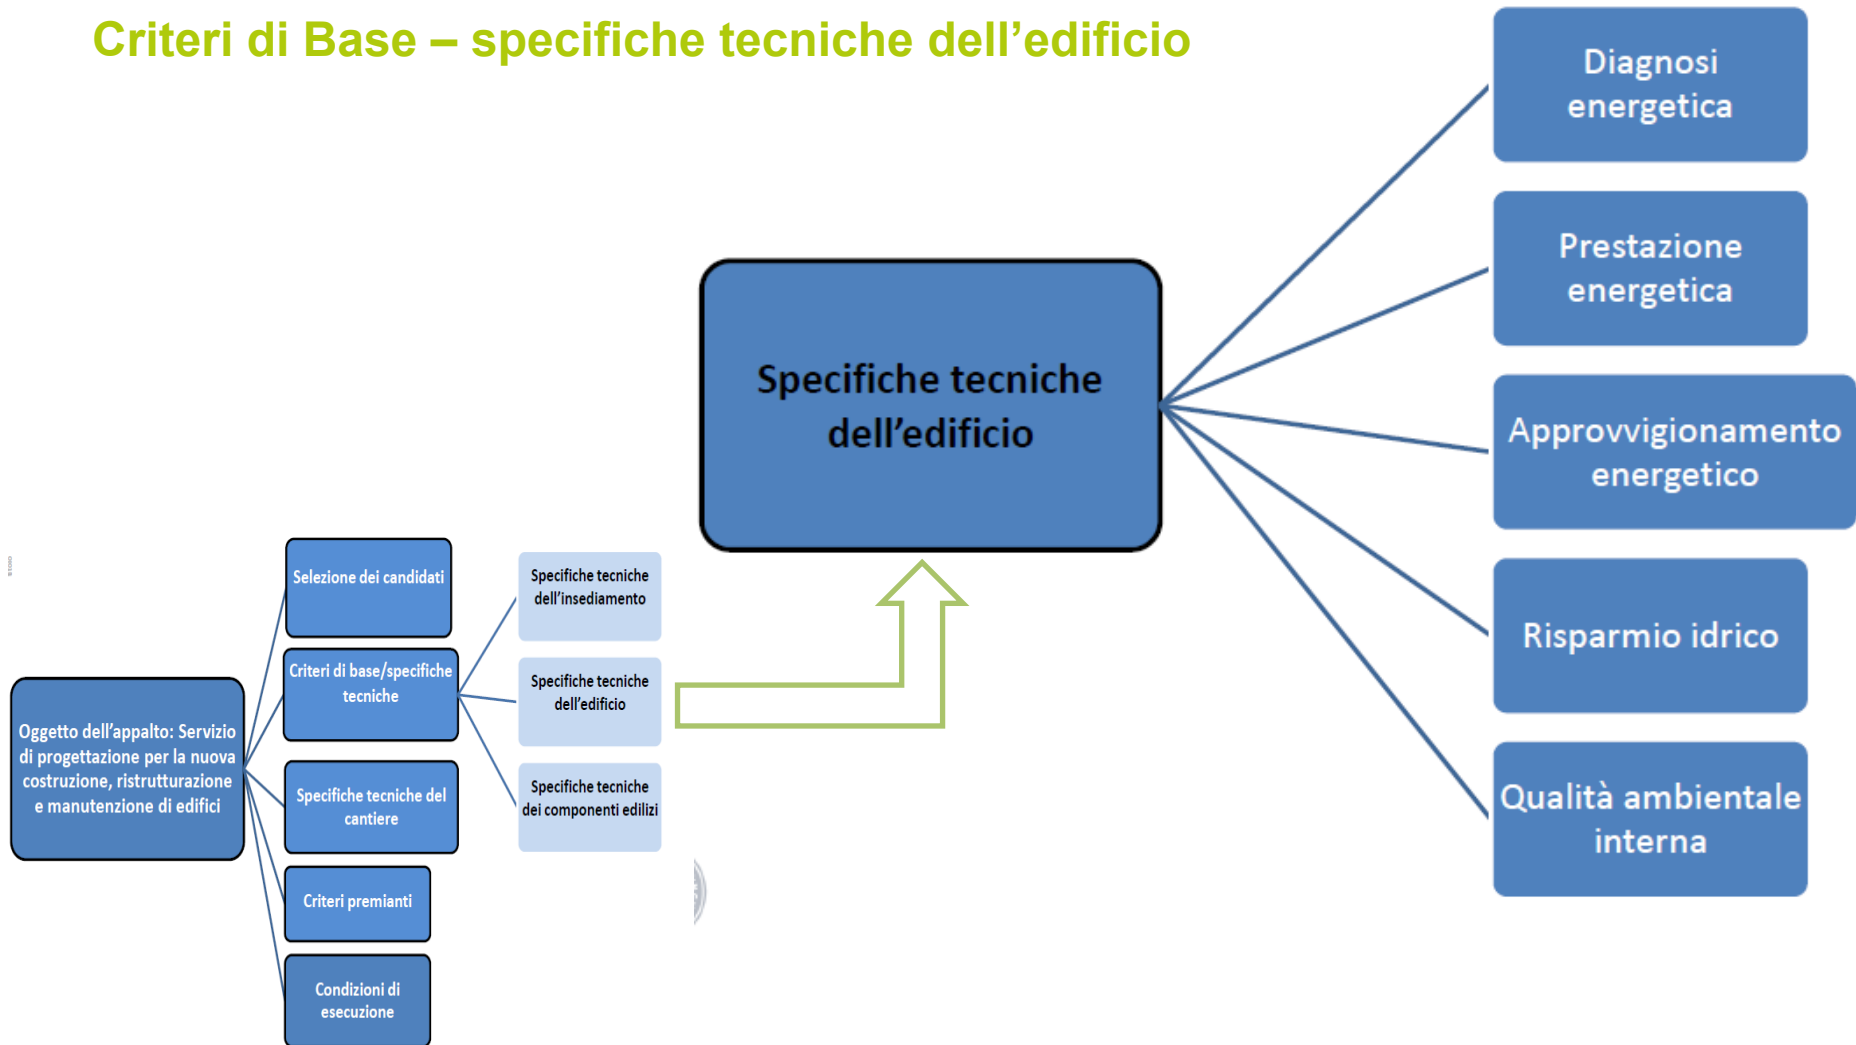 Criteri di Base – specifiche tecniche dell’edificio
Diagnosi
energetica
Prestazione
energetica
Approvvigionamento
energetico
Risparmio idrico
Qualità ambientale
interna
Specifiche tecniche
dell’edificio
Oggetto dell’appalto: Servizio
di progettazione per la nuova
costruzione, ristrutturazione
e manutenzione di edifici
Selezione dei candidati
Criteri di base/specifiche
tecniche
Specifiche tecniche del
cantiere
Criteri premianti
Condizioni di
esecuzione
Specifiche tecniche
dell’insediamento
Specifiche tecniche
dell’edificio
Specifiche tecniche
dei componenti edilizi